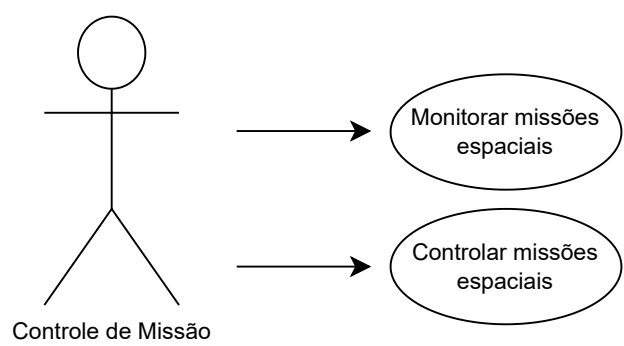 Monitorar missões
espaciais
Controlar missões
espaciais
Controle de Missão